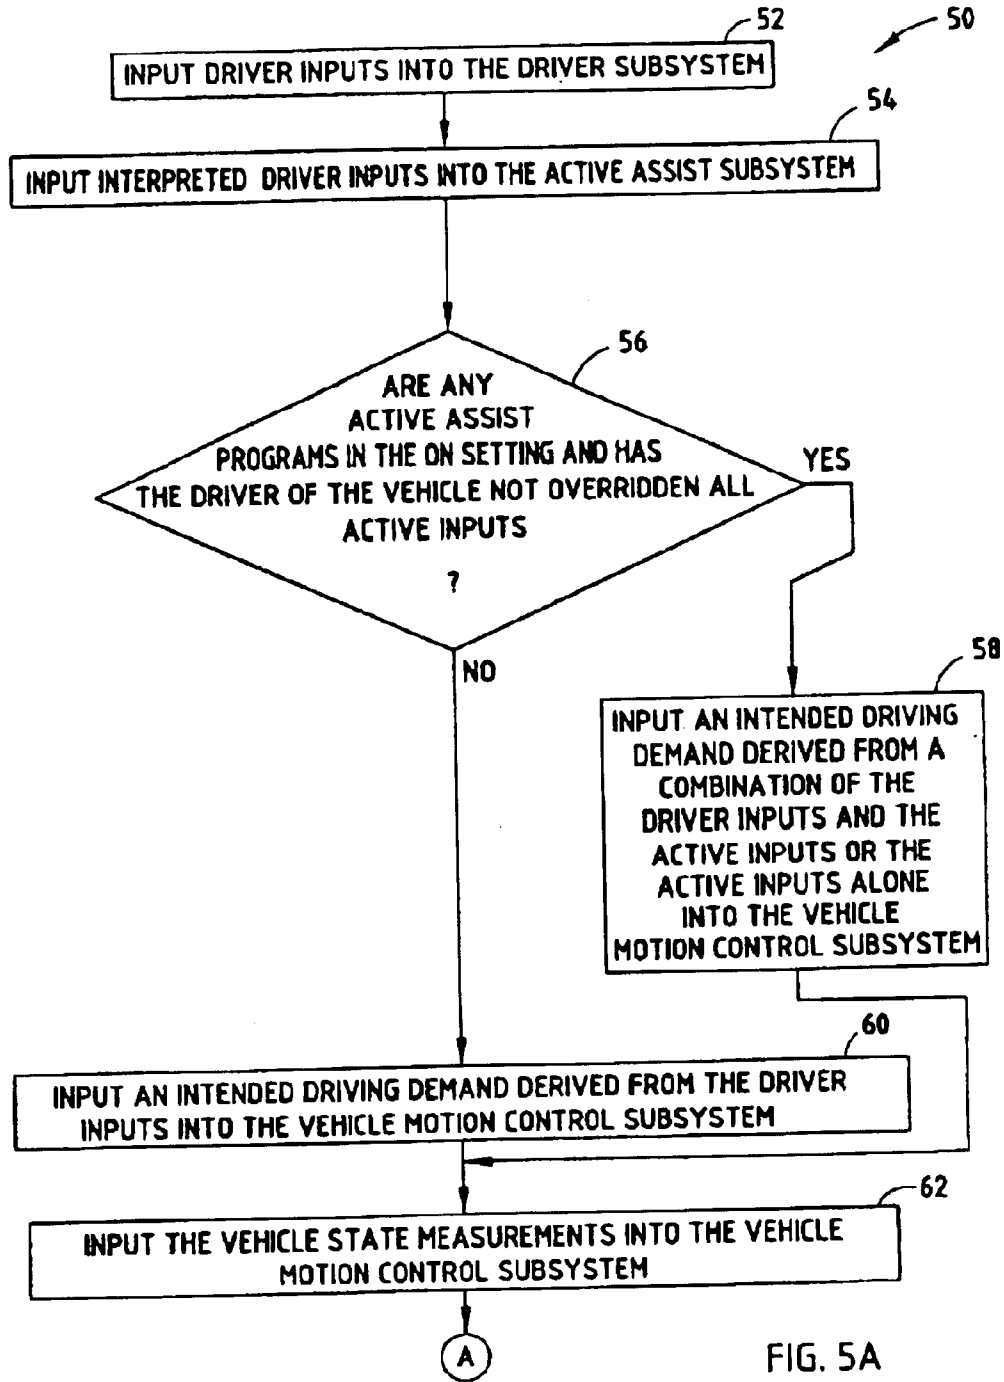 52
50
INPUT DRIVER INPUTS INTO THE DRIVER SUBSYSTEM
54
INPUT INTERPRETED DRIVER INPUTS INTO THE ACTIVE ASSIST SUBSYSTEM
56
ARE ANY
ACTIVE ASSIST
PROGRAMS IN THE ON SETTING AND HAS
THE DRIVER OF THE VEHICLE NOT OVERRIDDEN ALL
ACTIVE INPUTS
?
YES
NO
58
INPUT AN INTENDED DRIVING
DEMAND DERIVED FROM A
COMBINATION OF THE
DRIVER INPUTS AND THE
ACTIVE INPUTS OR THE
ACTIVE INPUTS ALONE
INTO THE VEHICLE
MOTION CONTROL SUBSYSTEM
60
INPUT AN INTENDED DRIVING DEMAND DERIVED FROM THE DRIVER
INPUTS INTO THE VEHICLE MOTION CONTROL SUBSYSTEM
62
INPUT THE VEHICLE STATE MEASUREMENTS INTO THE VEHICLE
MOTION CONTROL SUBSYSTEM
A
FIG. 5A